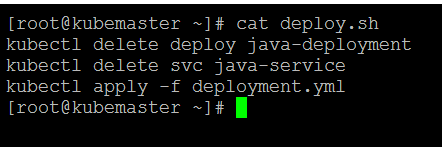 [root@kubemaster ~]# cat deploy.sh
kubectl delete deploy java-deployment
kubectl delete svc java-service
kubectl apply -f deployment.yml
[root@kubemaster ~]#